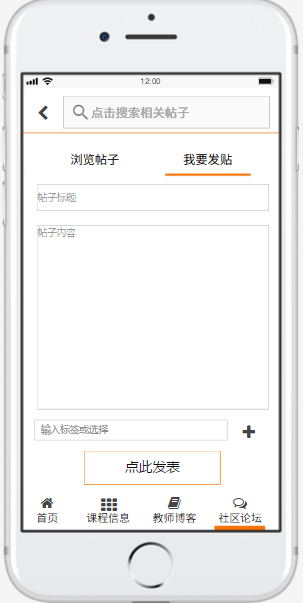 12:00
点击搜索相关帖子
浏览帖子 我要发贴
帖子标题
帖子内容
输入标签或选择
点此发表
首页 课程信息 教师博客 社区论坛